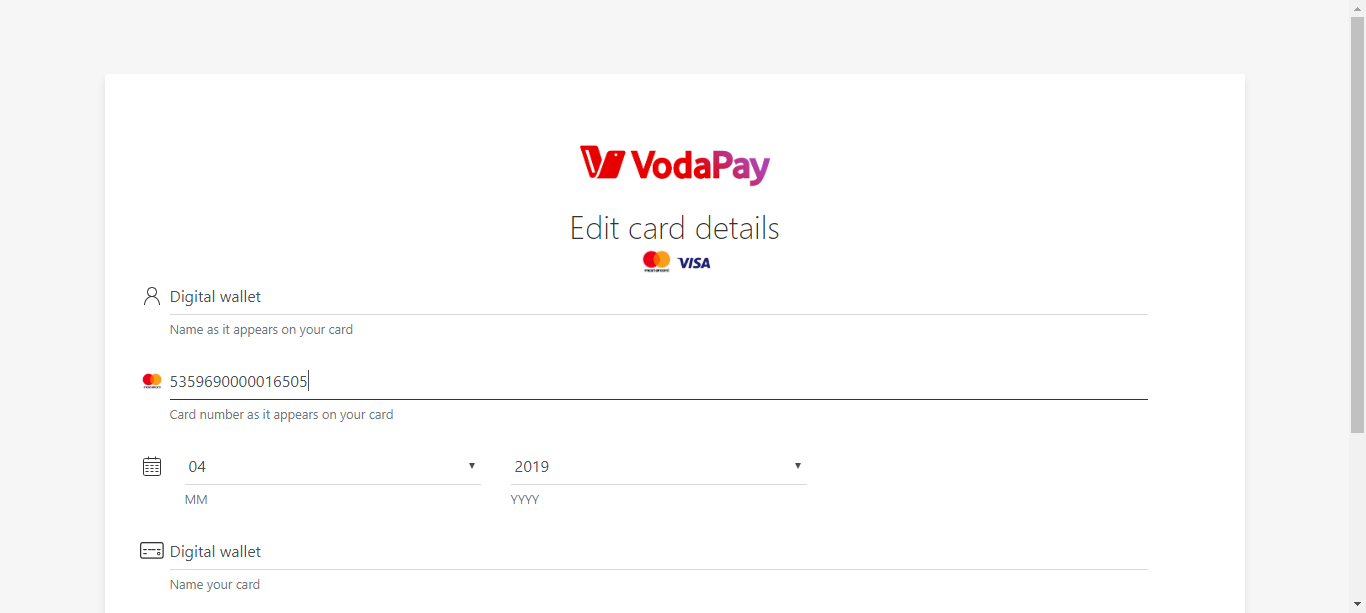 VodaPay
Edit card details
VISA
Digital wallet
Name as it appears on your card
5359690000016505
Card number as it appears on your card
04 2019
MM YYYY
Digital wallet
Name your card